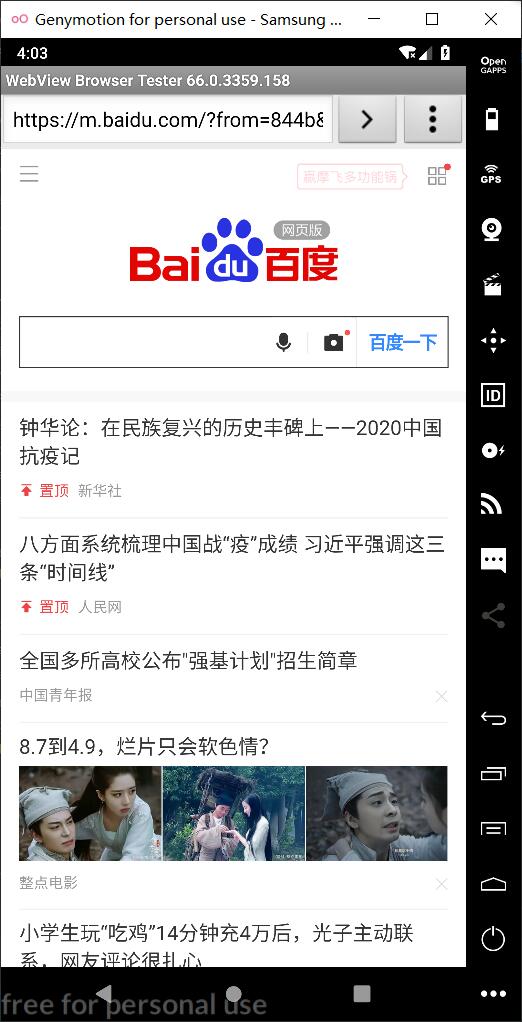 Genymotion for personal use - Samsung ...
4:03
WebView Browser Tester 66.0.3359.158
https://m.baidu.com/?from=844b&
赢摩飞多功能锅
网页版
Bai du 百度
百度一下
钟华论：在民族复兴的历史丰碑上——2020中国
抗疫记
置顶 新华社
八方面系统梳理中国战“疫”成绩 习近平强调这三
条“时间线”
置顶 人民网
全国多所高校公布"强基计划"招生简章
中国青年报
8.7到4.9，烂片只会软色情？
整点电影
小学生玩“吃鸡”14分钟充4万后，光子主动联
系，网友评论很扎心
free for personal use
Open
GAPPS
GPS
ID